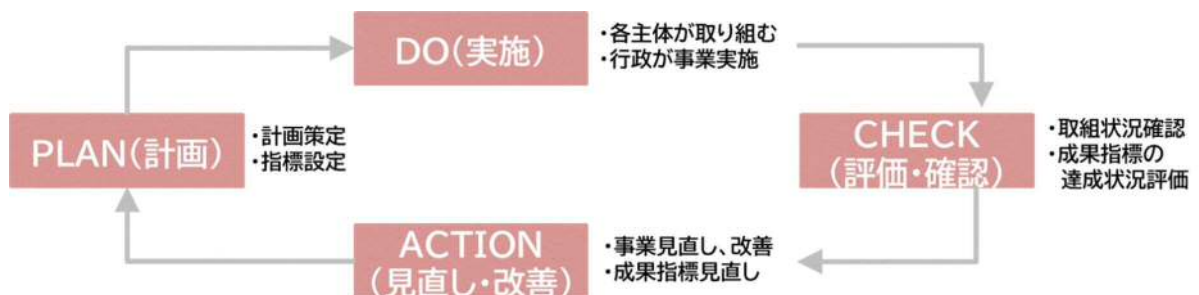 DO(実施)
・各主体が取り組む
・行政が事業実施
PLAN(計画)
・計画策定
・指標設定
CHECK
(評価・確認)
・取組状況確認
・成果指標の
達成状況評価
ACTION
(見直し・改善)
・事業見直し、改善
・成果指標見直し